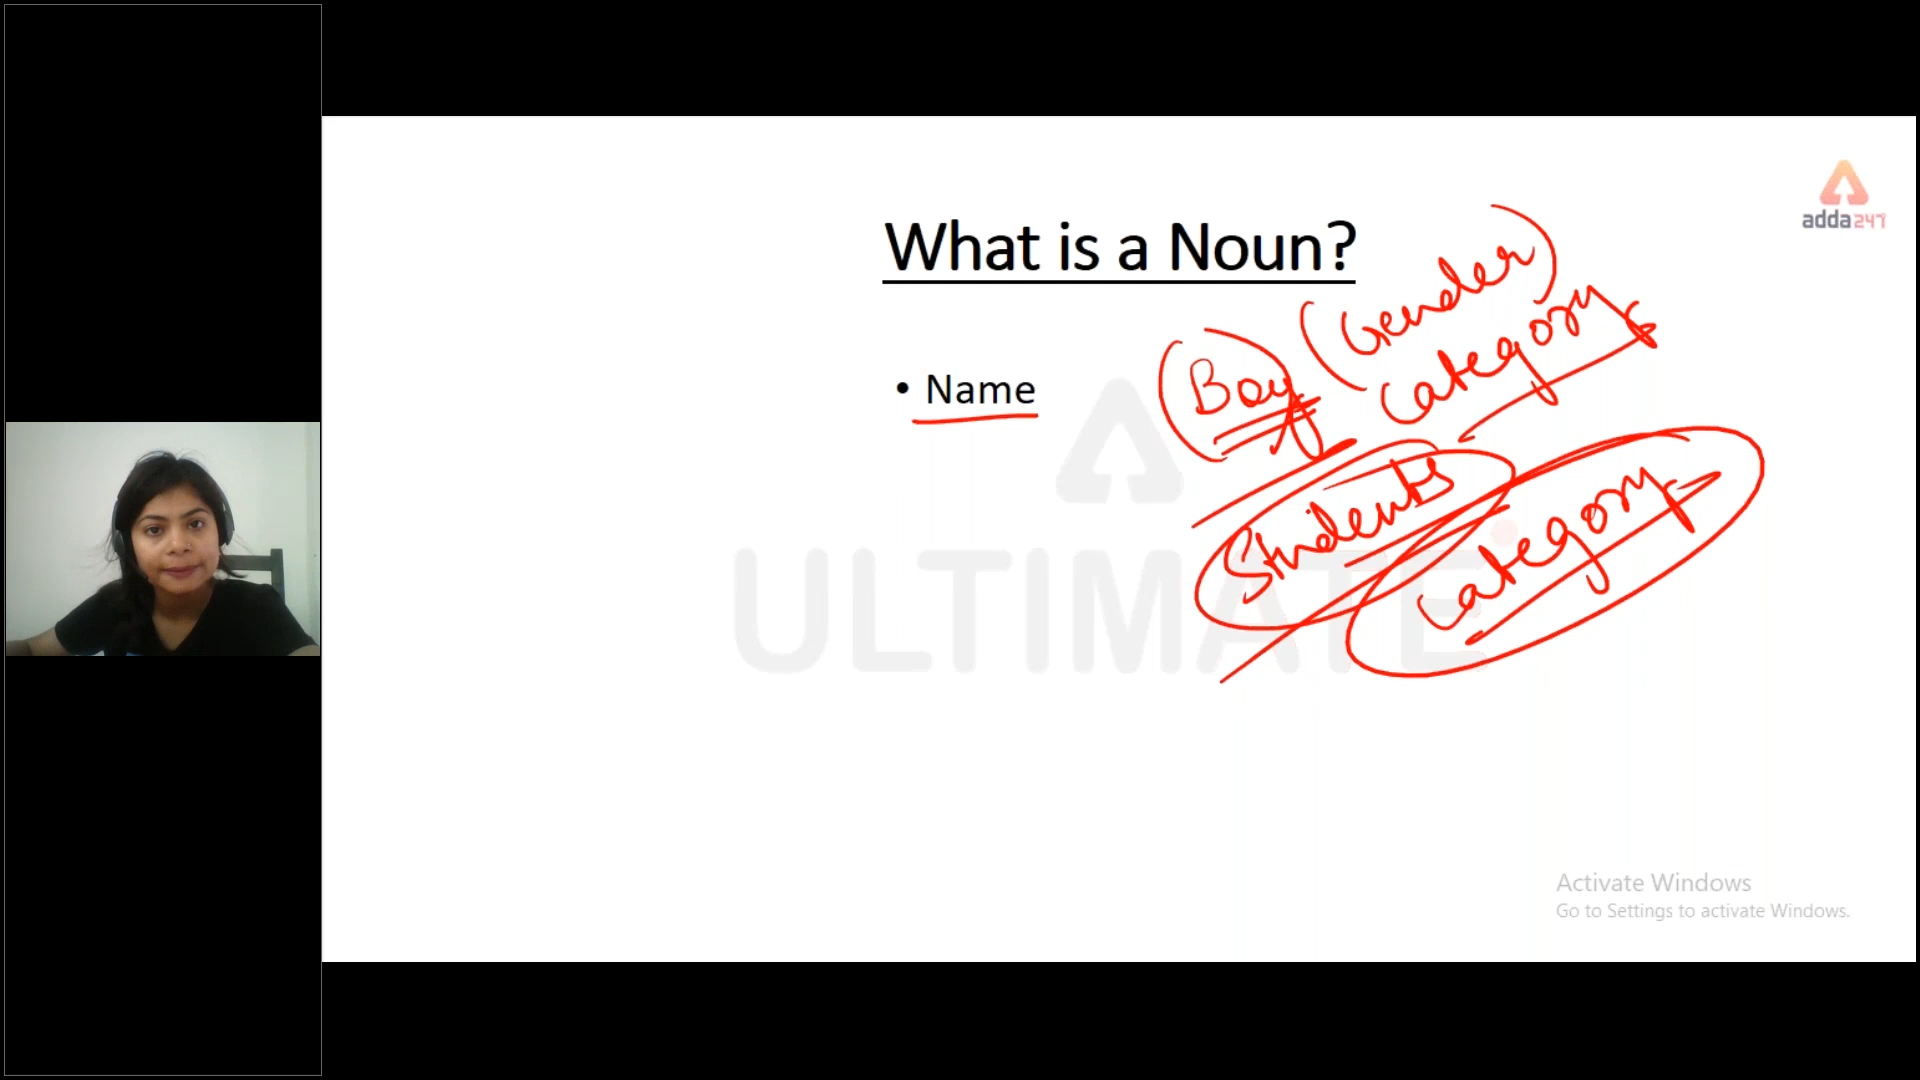 adda247
What is a Noun?
(Gender)
• Name
(Boy)
Category
Students
Category
ULTIMATE
Activate Windows
Go to Settings to activate Windows.